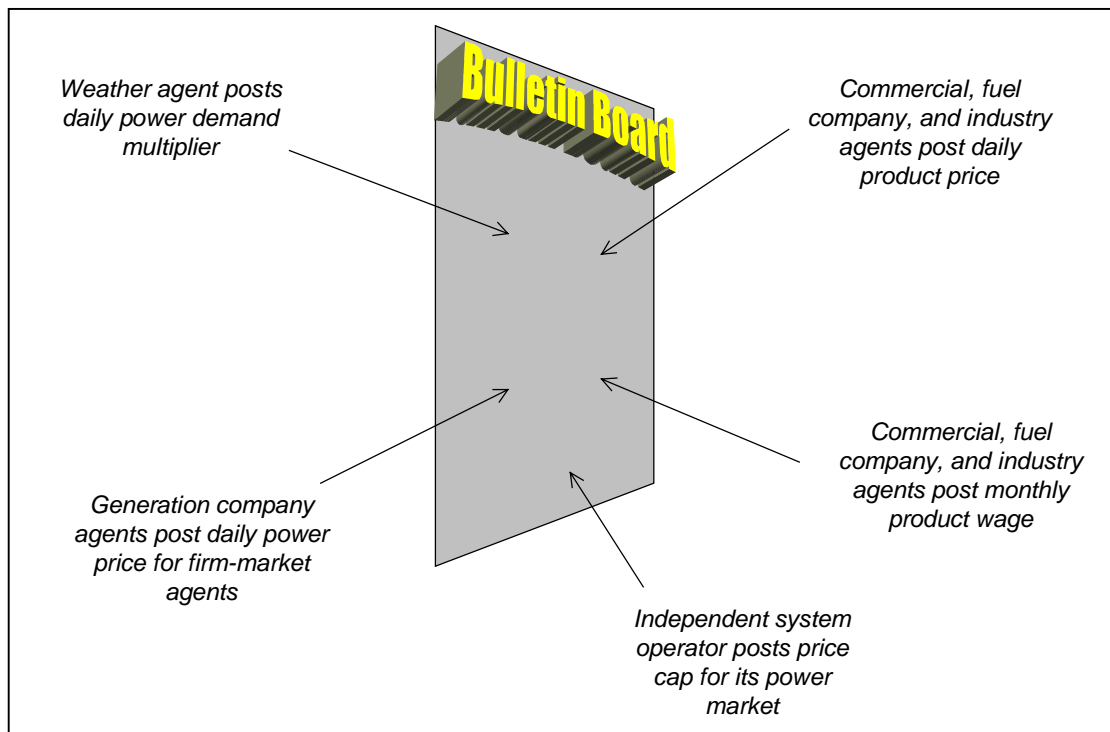 Bulletin Board
Weather agent posts
daily power demand
multiplier
Commercial, fuel
company, and industry
agents post daily
product price
Generation company
agents post daily power
price for firm-market
agents
Commercial, fuel
company, and industry
agents post monthly
product wage
Independent system
operator posts price
cap for its power
market